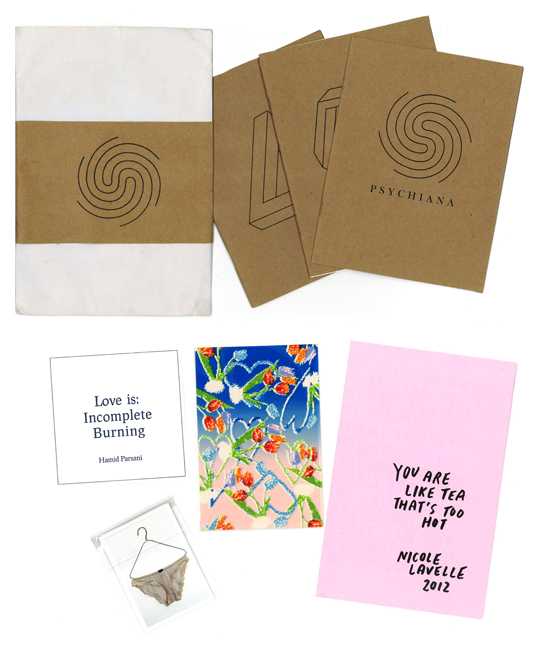 PSYCHIANA
Love is:
Incomplete
Burning
Hamid Parsani
YOU ARE
LIKE TEA
THAT'S TOO
HOT
NICOLE
LAVELLE
2012